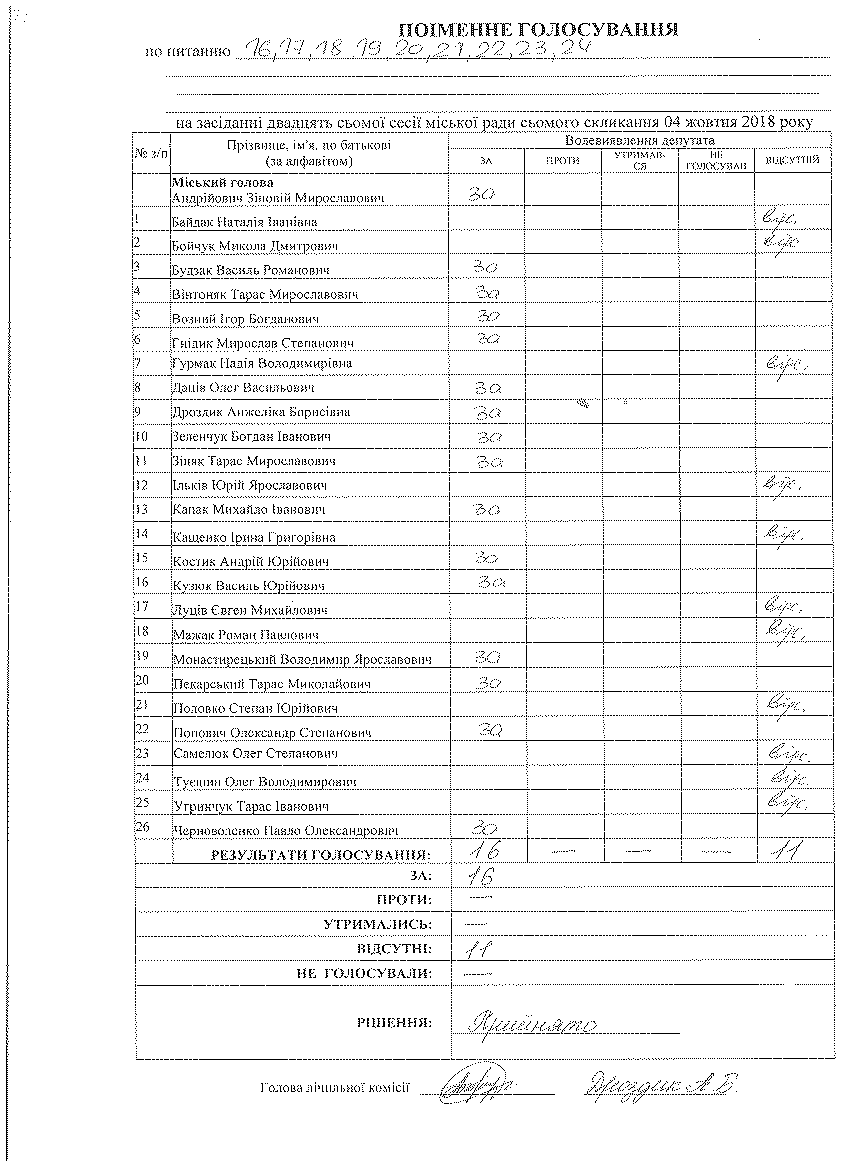 ПОІМЕННЕ ГОЛОСУВАННЯ
по питанню 16,17,18,19,20,21,22,23,24
на засіданні двадцять сьомої сесії міської ради сьомого скликання 04 жовтня 2018 року
№ з/п Прізвище, ім’я, по батькові (за алфавітом) Волевиявлення депутата
ЗА ПРОТИ УТРИМАВ-СЯ НЕ ГОЛОСУВАВ ВІДСУТНІЙ
Міський голова
Андрійович Зіновій Мирославович за
1 Байдак Наталія Іванівна відс.
2 Бойчук Микола Дмитрович відс
3 Будзак Василь Романович за
4 Вінтоняк Тарас Мирославович за
5 Возний Ігор Богданович за
6 Гнідик Мирослав Степанович за
7 Гурмак Надія Володимирівна відс.
8 Даців Олег Васильович за
9 Дроздик Анжеліка Борисівна за
10 Зеленчук Богдан Іванович за
11 Зіняк Тарас Мирославович за
12 Ільків Юрій Ярославович відс.
13 Капак Михайло Іванович за
14 Кащенко Ірина Григорівна відс.
15 Костик Андрій Юрійович за
16 Кузюк Василь Юрійович за
17 Луців Євген Михайлович відс.
18 Мажак Роман Павлович відс.
19 Монастирецький Володимир Ярославович за
20 Пекарський Тарас Миколайович за
21 Половко Степан Юрійович відс.
22 Попович Олександр Степанович за
23 Самелюк Олег Степанович відс.
24 Володимирович відс.
25 Угринчук Тарас Іванович відс.
26 Черноволенко Павло Олександрович за
РЕЗУЛЬТАТИ ГОЛОСУВАННЯ: 16 — — — 11
ЗА: 16
ПРОТИ: —
УТРИМАЛИСЬ: —
ВІДСУТНІ: 11
НЕ ГОЛОСУВАЛИ: —
РІШЕННЯ: Прийнято
Голова лічильної комісії Дроздик А Б.